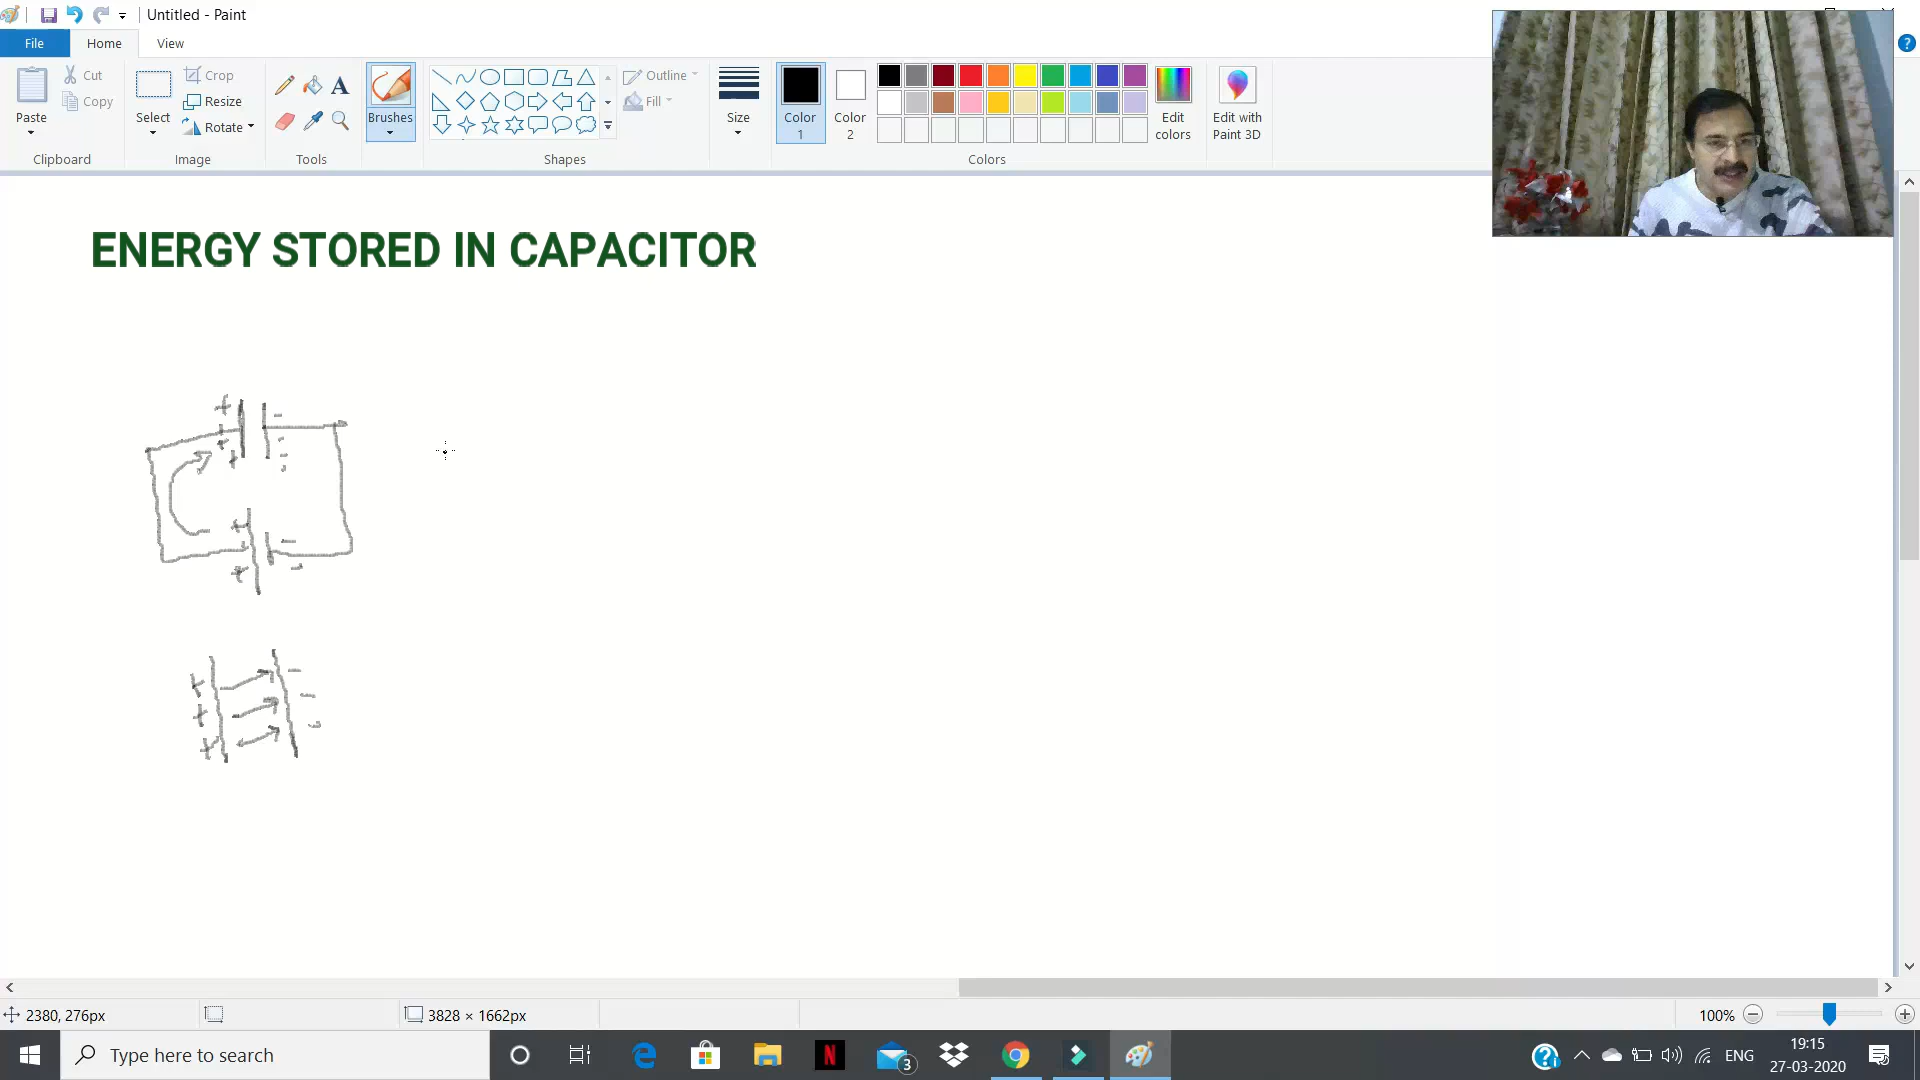 Untitled - Paint
File Home View
Cut
Copy
Paste
Clipboard
Select
Crop
Resize
Rotate
Image
Tools
Brushes
Outline
Fill
Shapes
Size
Color 1
Color 2
Edit colors
Edit with Paint 3D
Colors
ENERGY STORED IN CAPACITOR
2380, 276px
3828 × 1662px
100%
Type here to search
3
ENG
19:15
27-03-2020